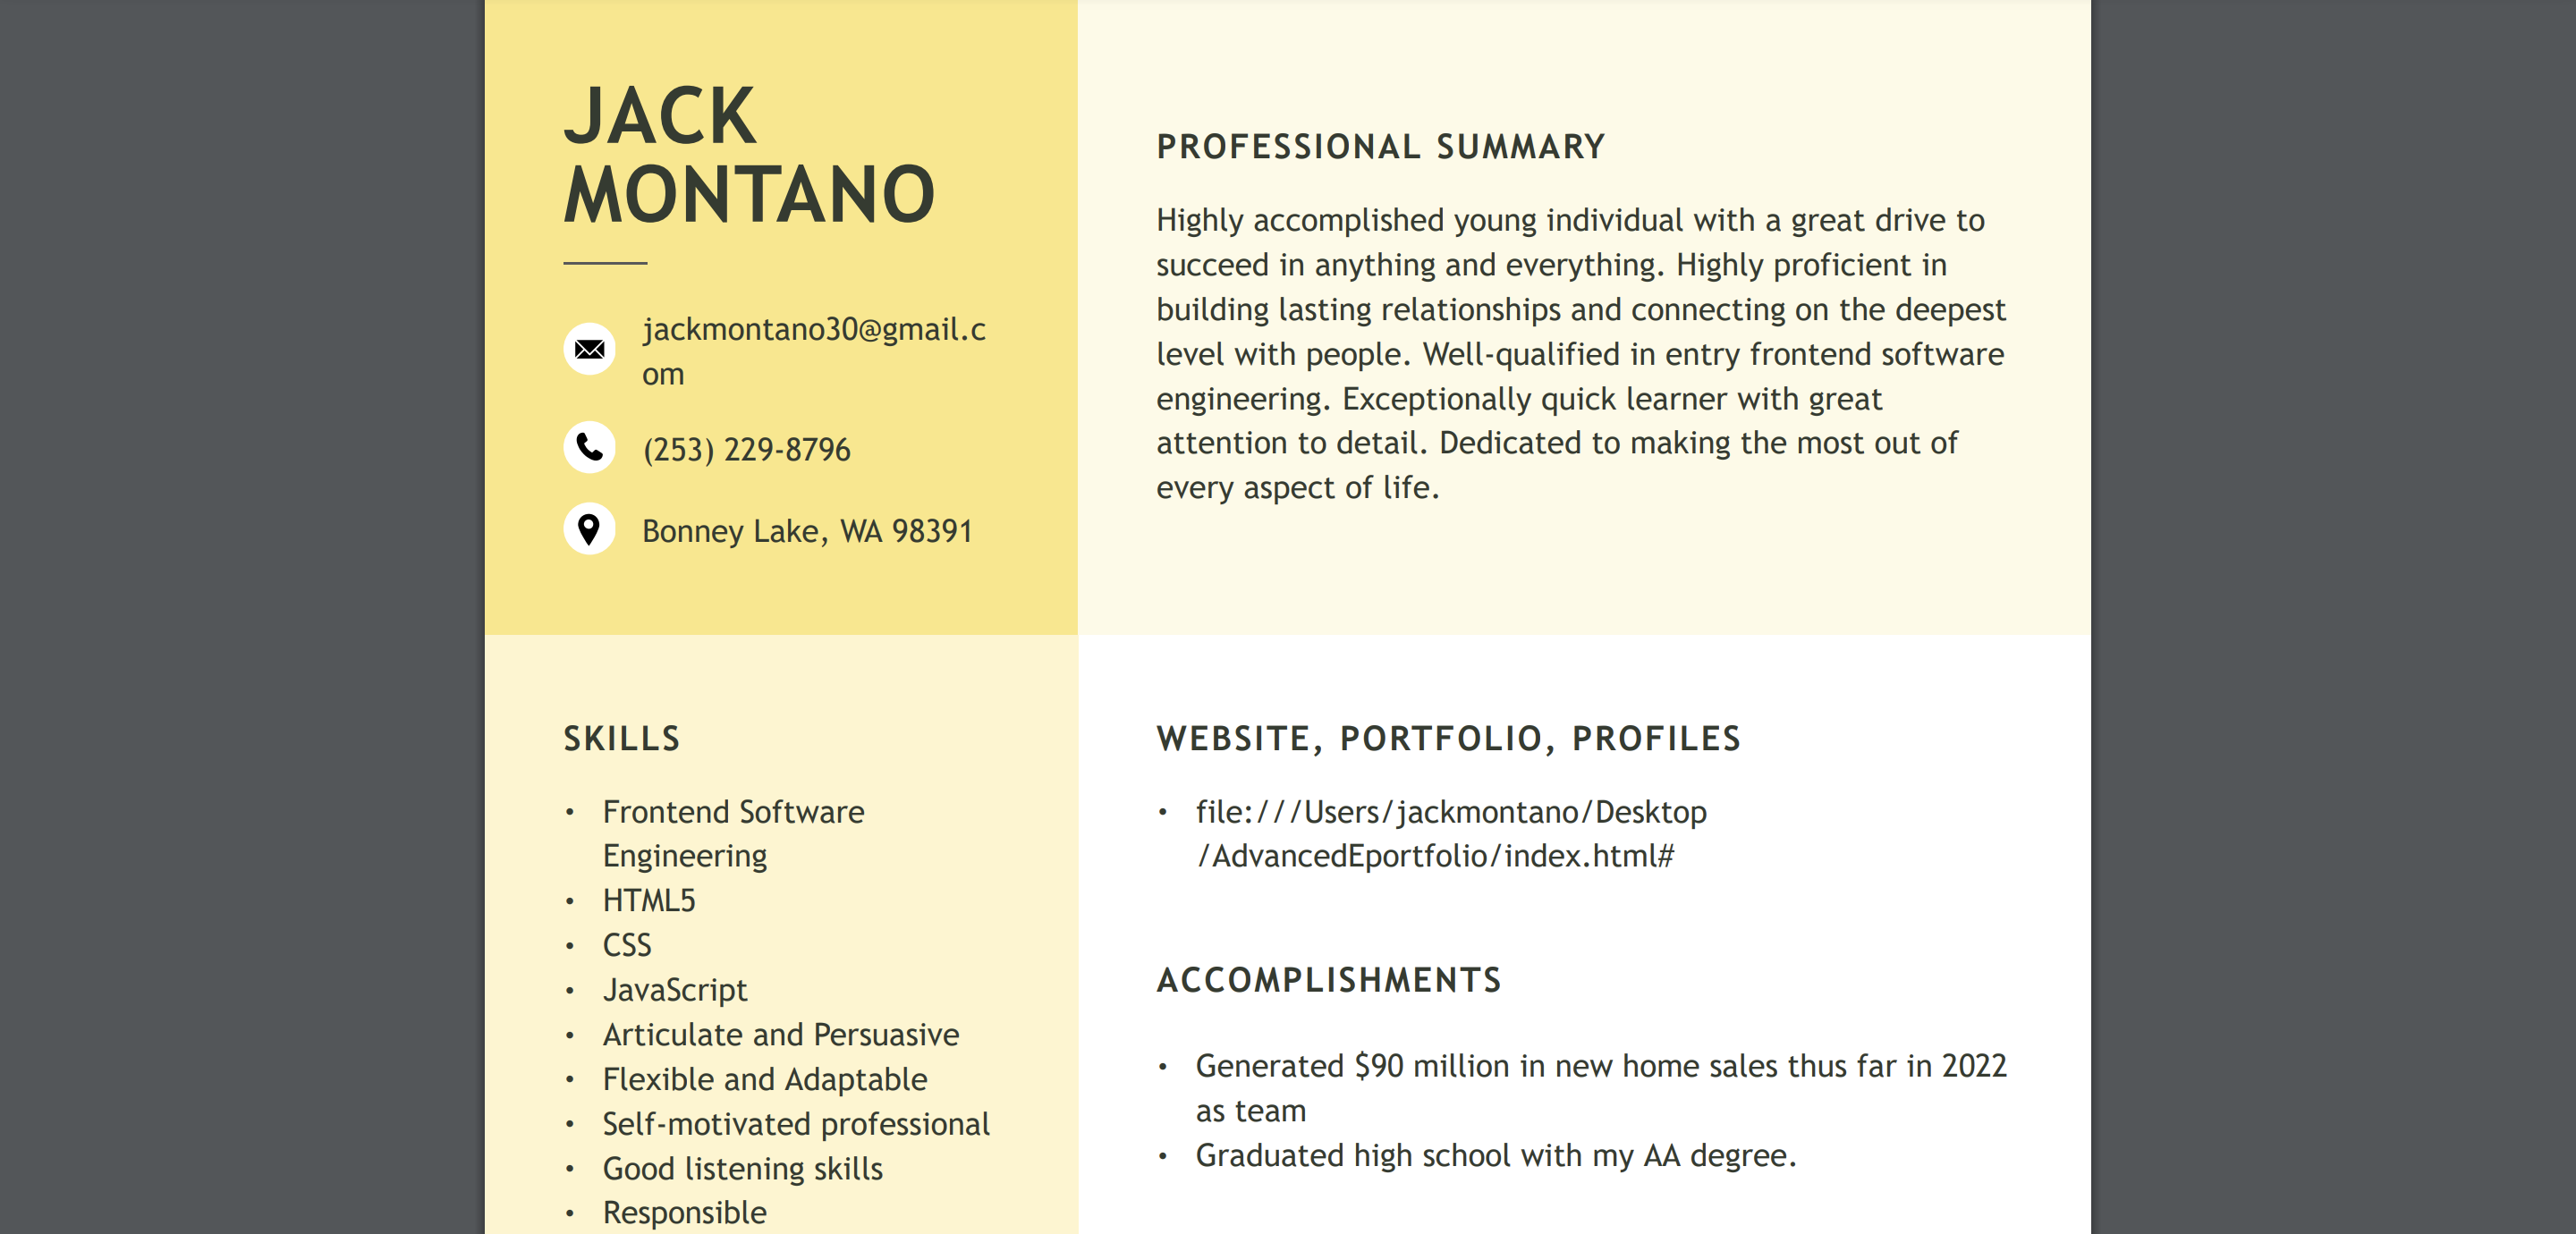 JACK
MONTANO
jackmontano30@gmail.c
om
(253) 229-8796
Bonney Lake, WA 98391
PROFESSIONAL SUMMARY
Highly accomplished young individual with a great drive to
succeed in anything and everything. Highly proficient in
building lasting relationships and connecting on the deepest
level with people. Well-qualified in entry frontend software
engineering. Exceptionally quick learner with great
attention to detail. Dedicated to making the most out of
every aspect of life.
SKILLS
• Frontend Software
Engineering
• HTML5
• CSS
• JavaScript
• Articulate and Persuasive
• Flexible and Adaptable
• Self-motivated professional
• Good listening skills
• Responsible
WEBSITE, PORTFOLIO, PROFILES
• file:///Users/jackmontano/Desktop
/AdvancedEportfolio/index.html#
ACCOMPLISHMENTS
• Generated $90 million in new home sales thus far in 2022
as team
• Graduated high school with my AA degree.